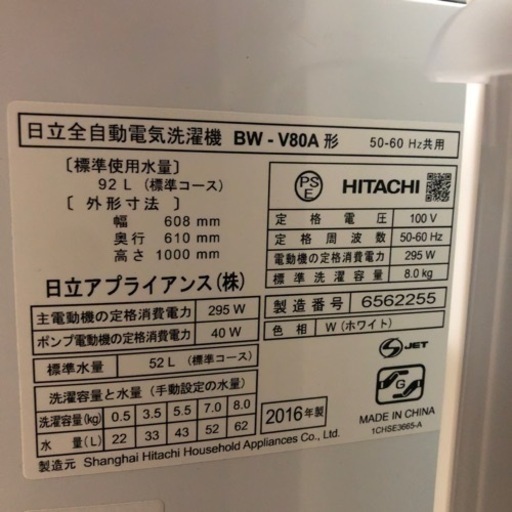 日立全自動電気洗濯機 BW-V80A 形 50-60 Hz共用
〔標準使用水量〕
92 L (標準コース)
〔 外形寸法 〕
幅 608 mm
奥行 610 mm
高さ 1000 mm
日立アプライアンス(株)
PSE HITACHI
定格電圧 100 V
定格周波数 50-60 Hz
電動機の定格消費電力 295 W
標準洗濯容量 8.0 kg
製造番号 6562255
色相 W (ホワイト)
主電動機の定格消費電力 295 W
ポンプ電動機の定格消費電力 40 W
標準水量 52 L (標準コース)
洗濯容量と水量 (手動設定の水量)
洗濯容量(kg) 0.5 3.5 5.5 7.0 8.0
水 量(L) 22 33 43 52 62
2016年製
S JET
G
MADE IN CHINA
1CHSE3665-A
製造元 Shanghai Hitachi Household Appliances Co., Ltd.